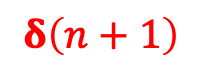 𝛅(𝑛 + 1)